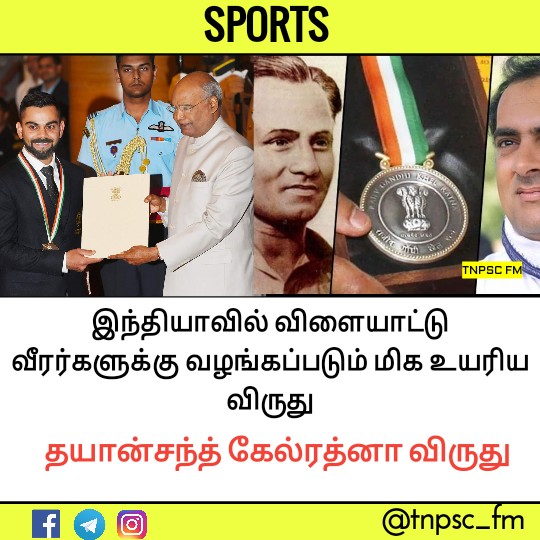 SPORTS
TNPSC FM
இந்தியாவில் விளையாட்டு
வீரர்களுக்கு வழங்கப்படும் மிக உயரிய
விருது
தயான்சந்த் கேல்ரத்னா விருது
@tnpsc_fm